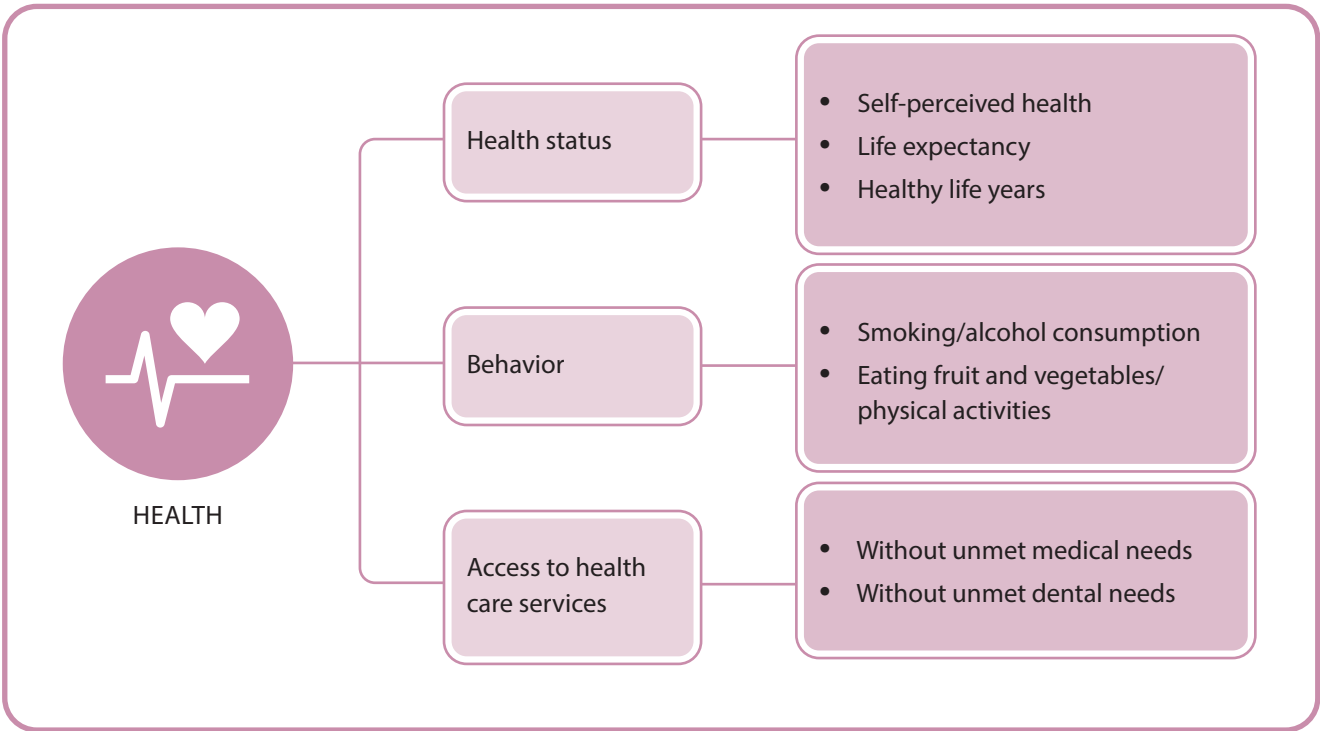 HEALTH
Health status
• Self-perceived health
• Life expectancy
• Healthy life years
Behavior
• Smoking/alcohol consumption
• Eating fruit and vegetables/
physical activities
Access to health
care services
• Without unmet medical needs
• Without unmet dental needs